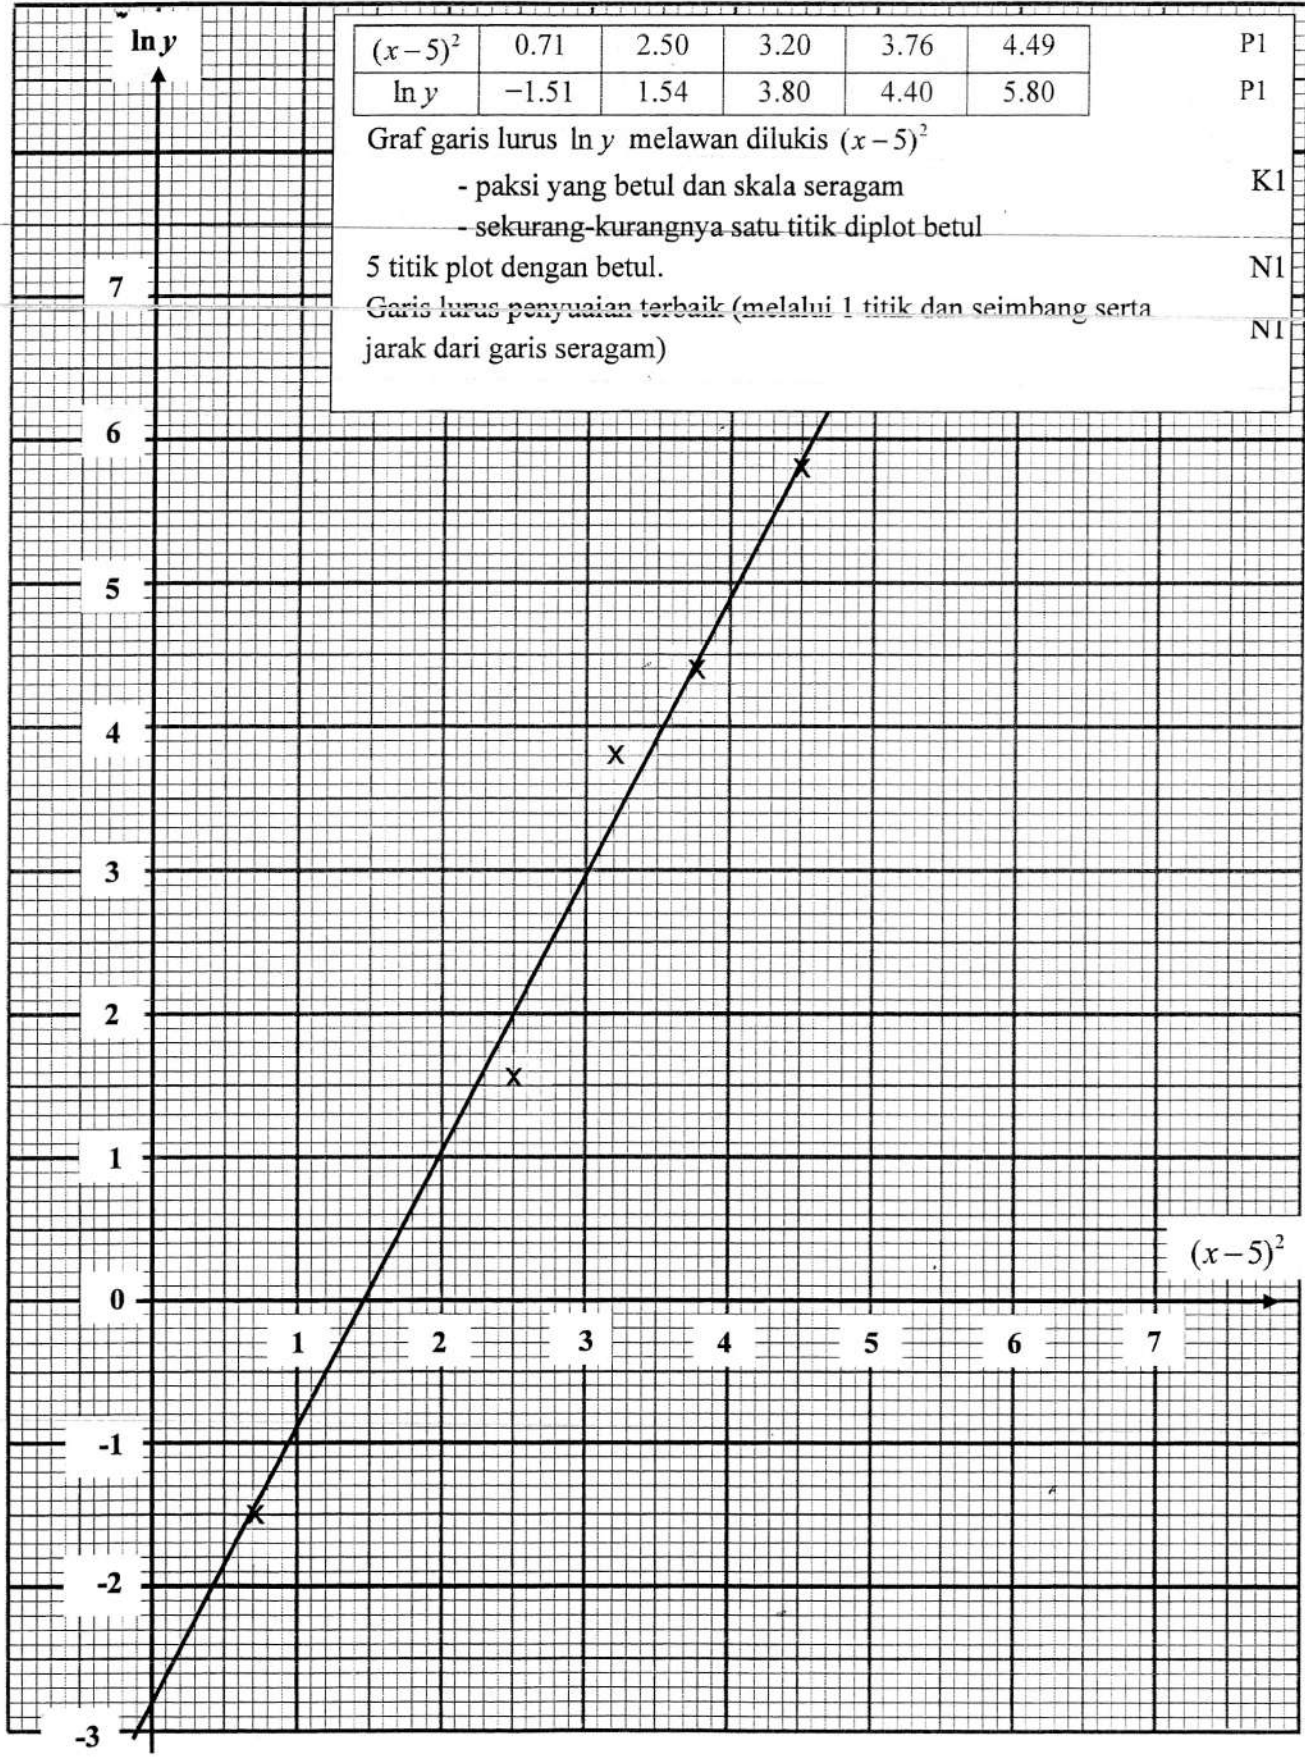 ln y
(x – 5)² 0.71 2.50 3.20 3.76 4.49 P1
ln y –1.51 1.54 3.80 4.40 5.80 P1
Graf garis lurus ln y melawan dilukis (x – 5)²
- paksi yang betul dan skala seragam K1
- sekurang-kurangnya satu titik diplot betul
5 titik plot dengan betul. N1
Garis lurus penyuaian terbaik (melalui 1 titik dan seimbang serta
jarak dari garis seragam) N1
7
6
5
4
3
2
1
(x – 5)²
0
1 2 3 4 5 6 7
-1
-2
-3